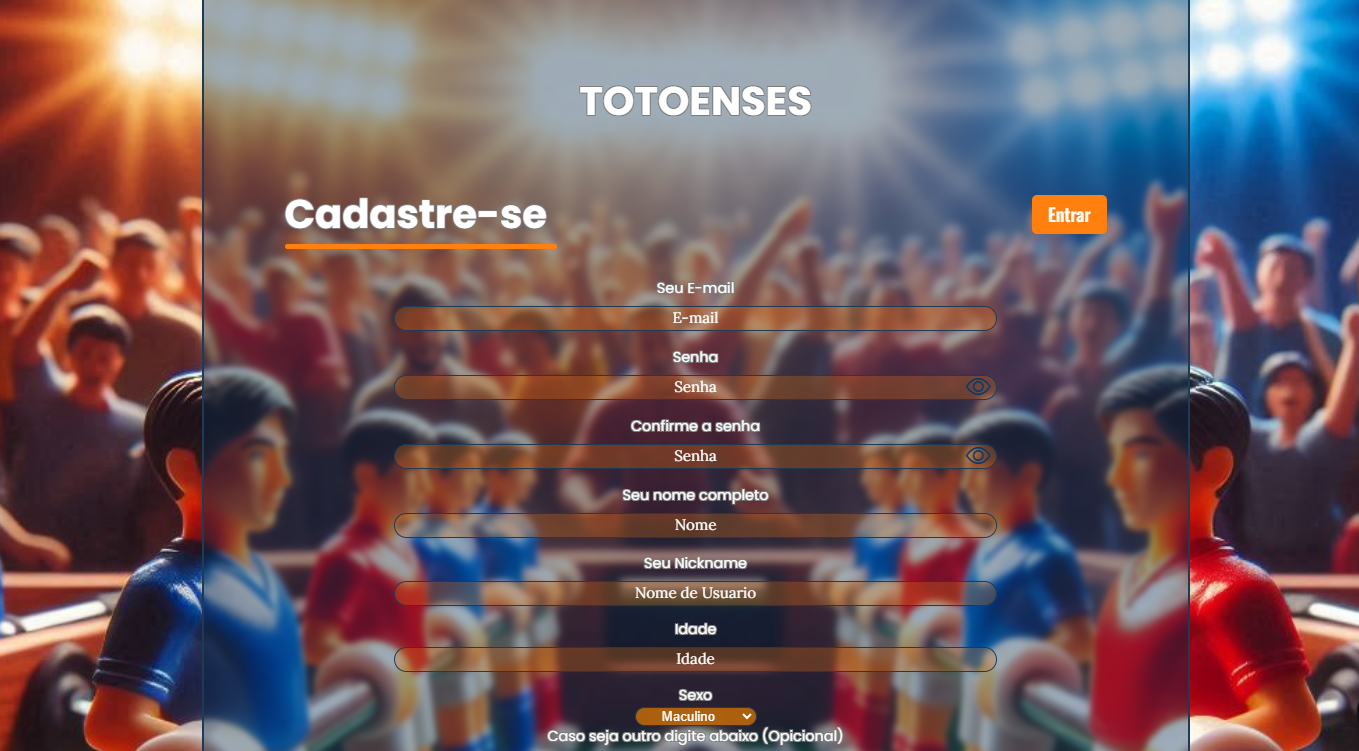 TOTOENSES
Cadastre-se
Entrar
Seu E-mail
E-mail
Senha
Senha
Confirme a senha
Senha
Seu nome completo
Nome
Seu Nickname
Nome de Usuario
Idade
Idade
Sexo
Maculino
Caso seja outro digite abaixo (Opicional)